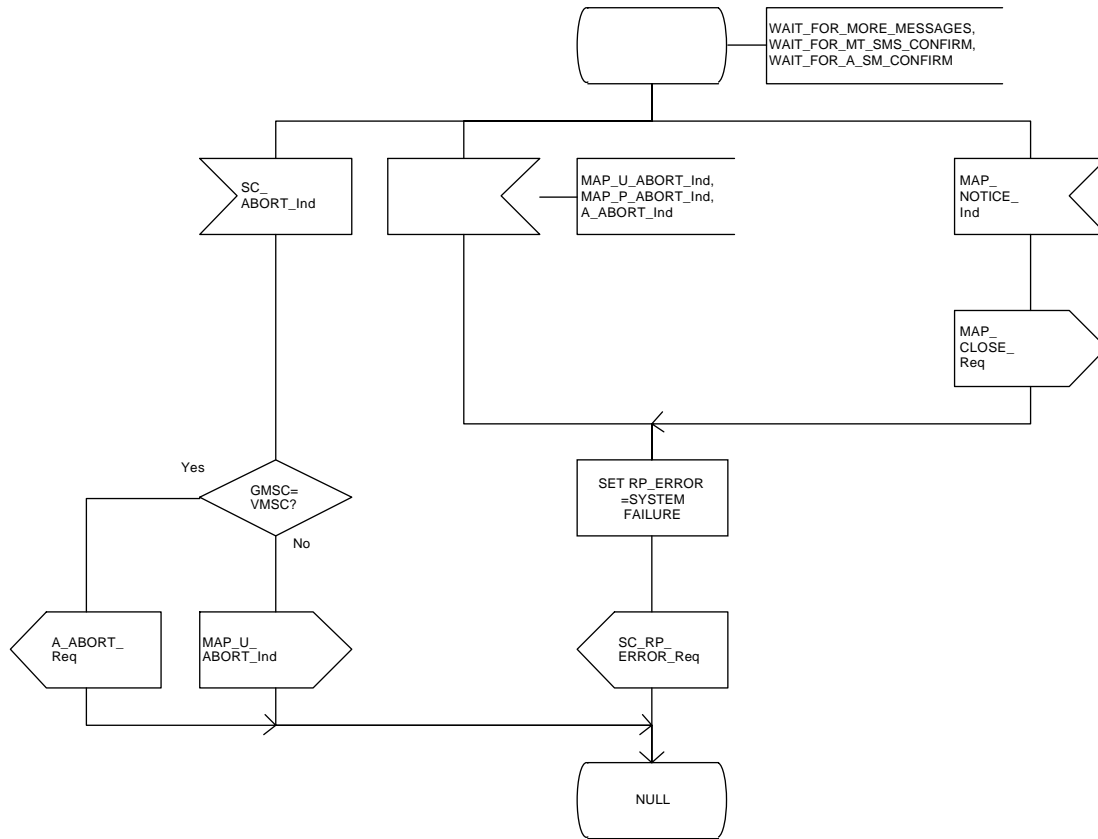 WAIT_FOR_MORE_MESSAGES,
WAIT_FOR_MT_SMS_CONFIRM,
WAIT_FOR_A_SM_CONFIRM
SC_
ABORT_Ind
MAP_U_ABORT_Ind,
MAP_P_ABORT_Ind,
A_ABORT_Ind
MAP_
NOTICE_
Ind
MAP_
CLOSE_
Req
Yes
GMSC=
VMSC?
No
SET RP_ERROR
=SYSTEM
FAILURE
A_ABORT_
Req
MAP_U_
ABORT_Ind
SC_RP_
ERROR_Req
NULL